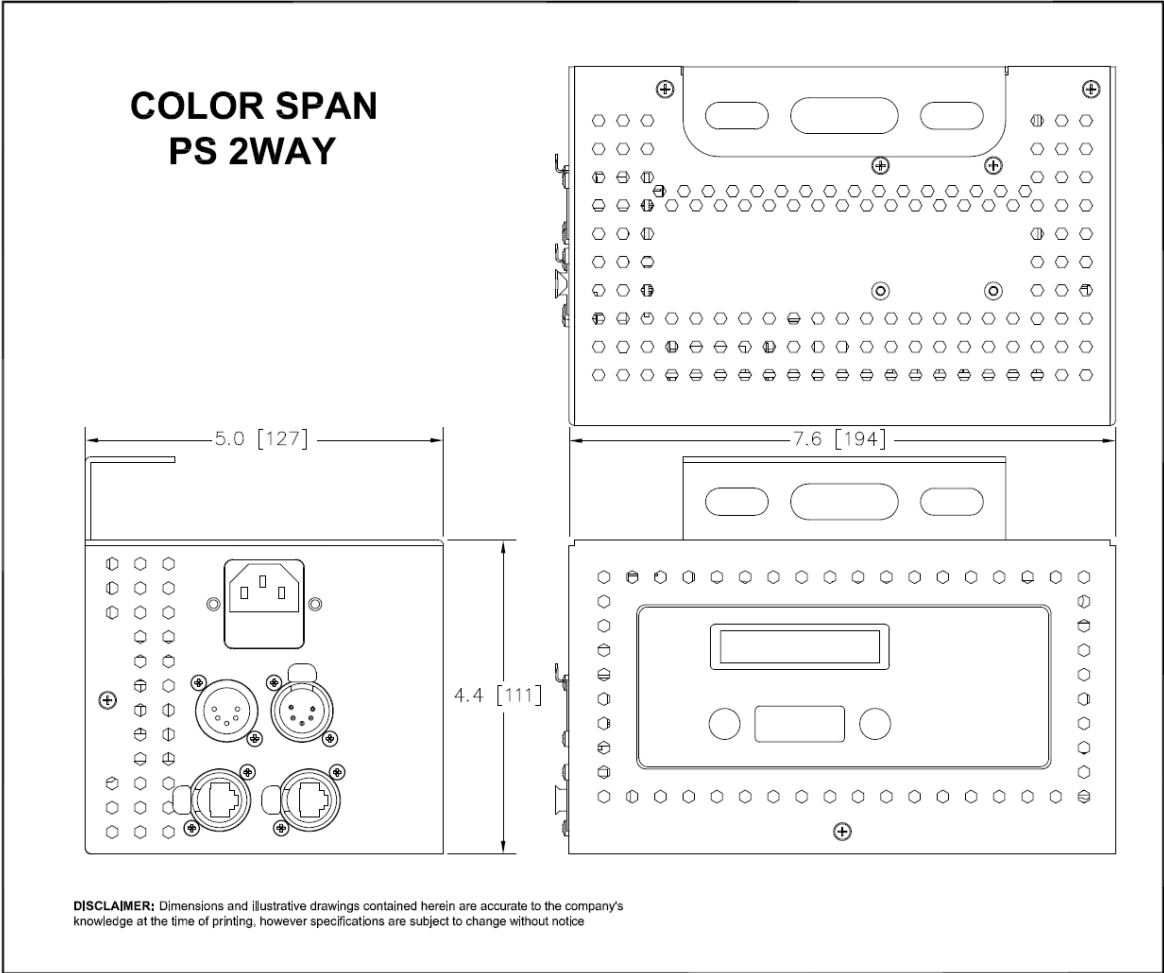 COLOR SPAN
PS 2WAY
5.0 [127]
7.6 [194]
4.4 [111]
DISCLAIMER: Dimensions and illustrative drawings contained herein are accurate to the company's
knowledge at the time of printing, however specifications are subject to change without notice